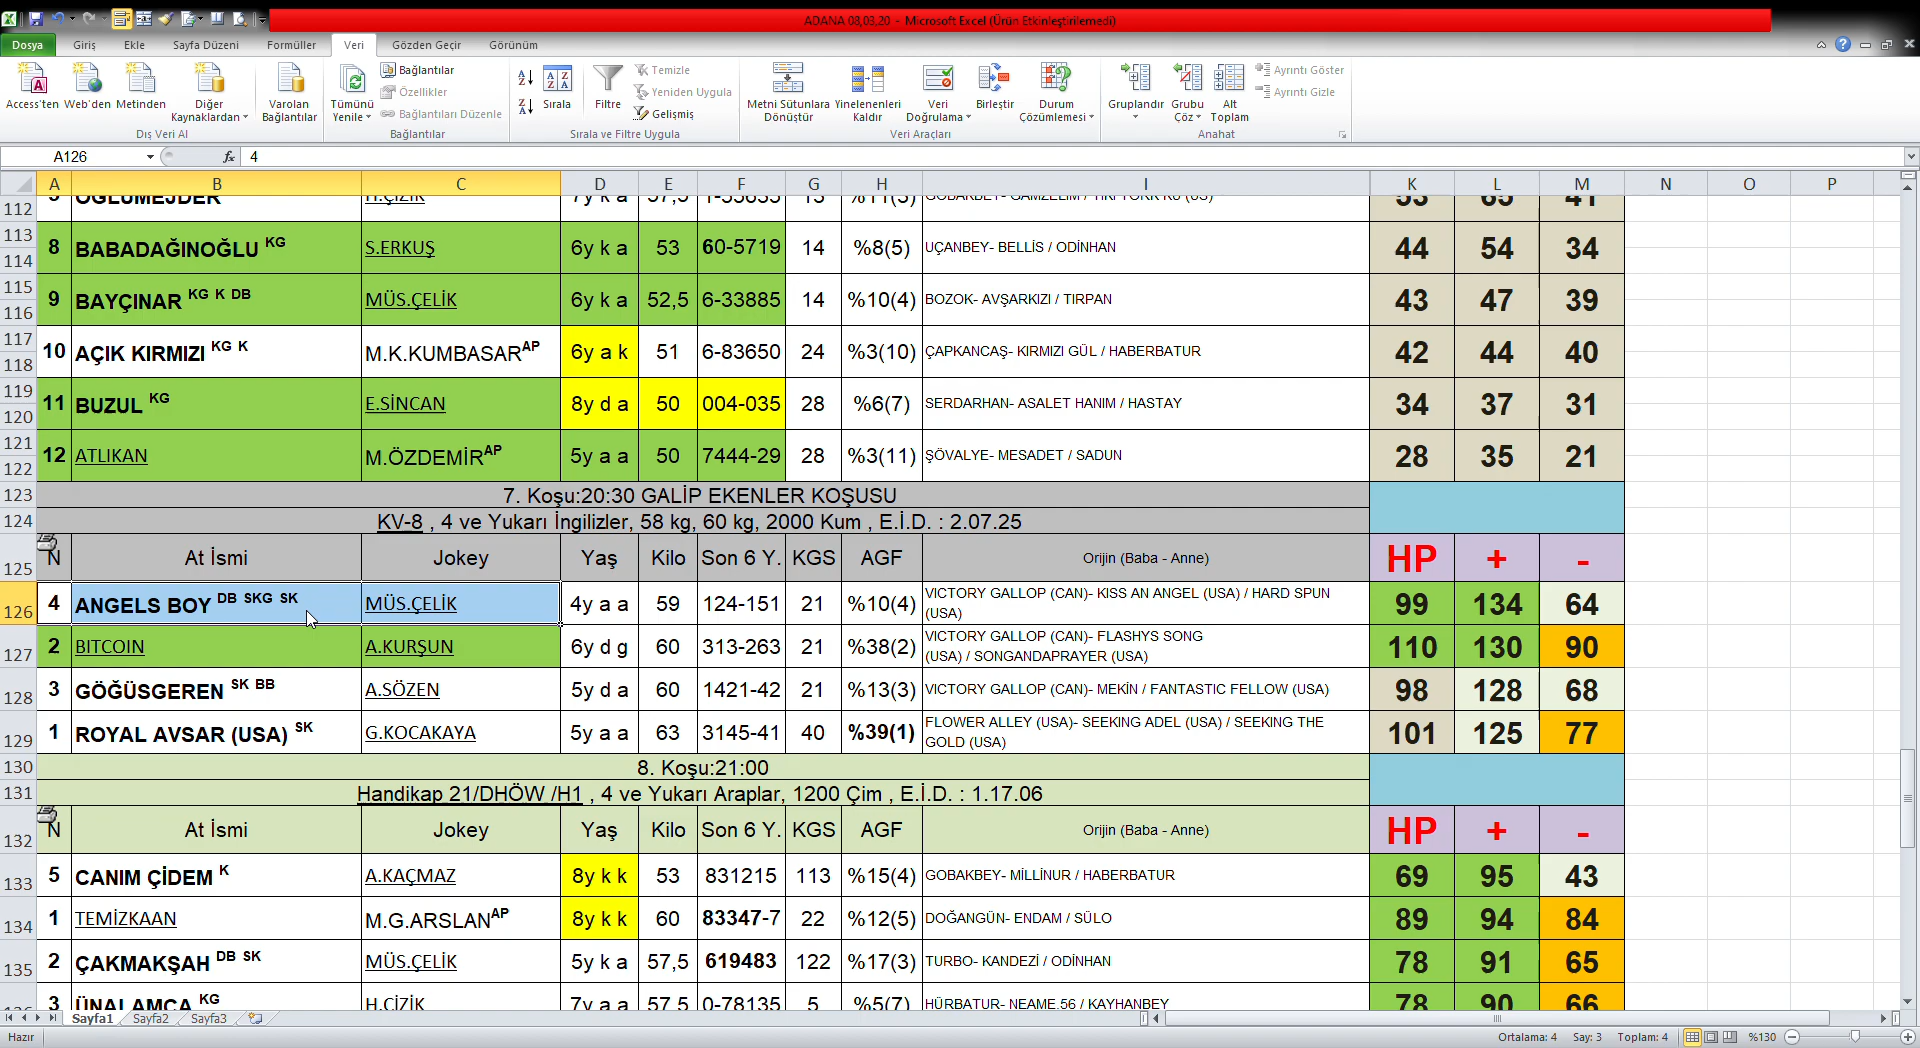 ADANA 08,03,20 - Microsoft Excel (Ürün Etkinleştirilemedi)
Dosya Giriş Ekle Sayfa Düzeni Formüller Veri Gözden Geçir Görünüm
Access'ten Web'den Metinden Diğer Kaynaklardan Varolan Bağlantılar
Dış Veri Al
Tümünü Yenile Bağlantılar Özellikler Bağlantıları Düzenle
Bağlantılar
Sırala Filtre Temizle Yeniden Uygula Gelişmiş
Sırala ve Filtre Uygula
Metni Sütunlara Dönüştür Yinelenenleri Kaldır Veri Doğrulama Birleştir Durum Çözümlemesi
Veri Araçları
Gruplandır Grubu Çöz Alt Toplam Ayrıntı Göster Ayrıntı Gizle
Anahat
A126 fx 4
A B C D E F G H I K L M N O P
112 OĞLUMEJDER H.ÇİZİK 7y k a 57,5 1-33635 13 %11(3) 53 65 41
113 114 8 BABADAĞINOĞLU KG S.ERKUŞ 6y k a 53 60-5719 14 %8(5) UÇANBEY- BELLİS / ODİNHAN 44 54 34
115 116 9 BAYÇINAR KG K DB MÜS.ÇELİK 6y k a 52,5 6-33885 14 %10(4) BOZOK- AVŞARKIZI / TIRPAN 43 47 39
117 118 10 AÇIK KIRMIZI KG K M.K.KUMBASAR AP 6y a k 51 6-83650 24 %3(10) ÇAPKANCAŞ- KIRMIZI GÜL / HABERBATUR 42 44 40
119 120 11 BUZUL KG E.SİNCAN 8y d a 50 004-035 28 %6(7) SERDARHAN- ASALET HANIM / HASTAY 34 37 31
121 122 12 ATLIKAN M.ÖZDEMİR AP 5y a a 50 7444-29 28 %3(11) ŞÖVALYE- MESADET / SADUN 28 35 21
123 7. Koşu:20:30 GALİP EKENLER KOŞUSU
124 KV-8 , 4 ve Yukarı İngilizler, 58 kg, 60 kg, 2000 Kum , E.İ.D. : 2.07.25
125 N At İsmi Jokey Yaş Kilo Son 6 Y. KGS AGF Orijin (Baba - Anne) HP + -
126 4 ANGELS BOY DB SKG SK MÜS.ÇELİK 4y a a 59 124-151 21 %10(4) VICTORY GALLOP (CAN)- KISS AN ANGEL (USA) / HARD SPUN (USA) 99 134 64
127 2 BITCOIN A.KURŞUN 6y d g 60 313-263 21 %38(2) VICTORY GALLOP (CAN)- FLASHYS SONG (USA) / SONGANDAPRAYER (USA) 110 130 90
128 3 GÖĞÜSGEREN SK BB A.SÖZEN 5y d a 60 1421-42 21 %13(3) VICTORY GALLOP (CAN)- MEKİN / FANTASTIC FELLOW (USA) 98 128 68
129 1 ROYAL AVSAR (USA) SK G.KOCAKAYA 5y a a 63 3145-41 40 %39(1) FLOWER ALLEY (USA)- SEEKING ADEL (USA) / SEEKING THE GOLD (USA) 101 125 77
130 8. Koşu:21:00
131 Handikap 21/DHÖW /H1 , 4 ve Yukarı Araplar, 1200 Çim , E.İ.D. : 1.17.06
132 N At İsmi Jokey Yaş Kilo Son 6 Y. KGS AGF Orijin (Baba - Anne) HP + -
133 5 CANIM ÇİDEM K A.KAÇMAZ 8y k k 53 831215 113 %15(4) GOBAKBEY- MİLLİNUR / HABERBATUR 69 95 43
134 1 TEMİZKAAN M.G.ARSLAN AP 8y k k 60 83347-7 22 %12(5) DOĞANGÜN- ENDAM / SÜLO 89 94 84
135 2 ÇAKMAKŞAH DB SK MÜS.ÇELİK 5y k a 57,5 619483 122 %17(3) TURBO- KANDEZİ / ODİNHAN 78 91 65
3 ÜNALAMCA KG H.ÇİZİK 7y a a 57,5 0-78135 5 %5(7) HÜRBATUR- NEAME.56 / KAYHANBEY 78 90 66
Sayfa1 Sayfa2 Sayfa3
Hazır Ortalama: 4 Say: 3 Toplam: 4 %130